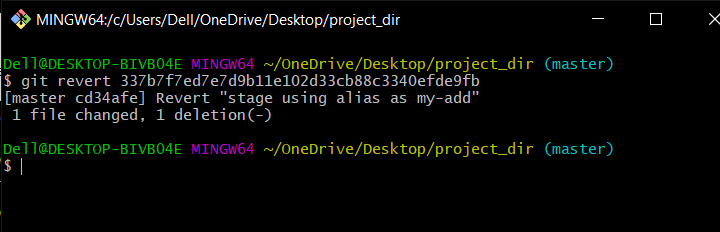 MINGW64:/c/Users/Dell/OneDrive/Desktop/project_dir
Dell@DESKTOP-BIVBO4E MINGW64 ~/OneDrive/Desktop/project_dir (master)
$ git revert 337b7f7ed7e7d9b11e102d33cb88c3340efde9fb
[master cd34afe] Revert "stage using alias as my-add"
 1 file changed, 1 deletion(-)
Dell@DESKTOP-BIVBO4E MINGW64 ~/OneDrive/Desktop/project_dir (master)
$